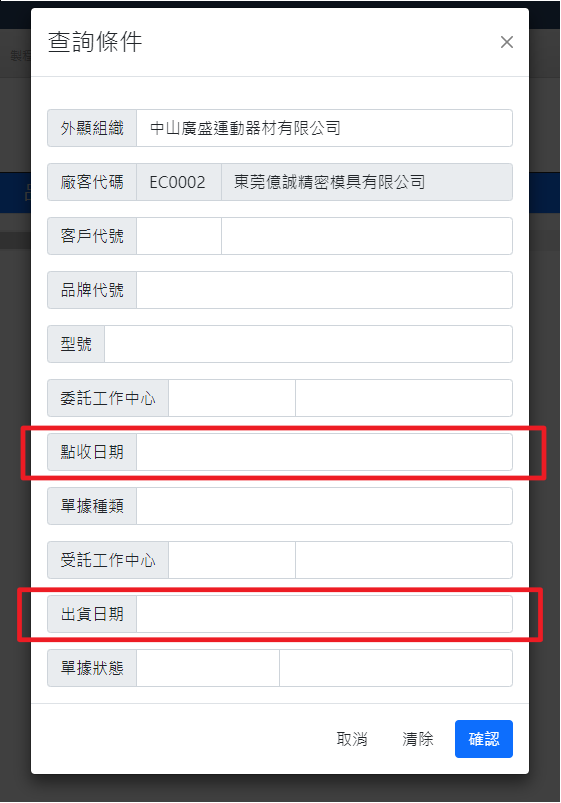 查詢條件
外顯組織 中山廣盛運動器材有限公司
廠客代碼 EC0002 東莞億誠精密模具有限公司
客戶代號
品牌代號
型號
委託工作中心
點收日期
單據種類
受託工作中心
出貨日期
單據狀態
取消 清除 確認